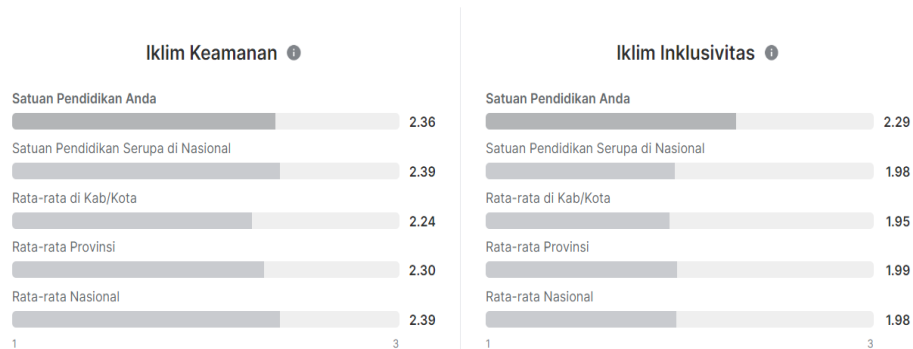 Iklim Keamanan
Satuan Pendidikan Anda
2.36
Satuan Pendidikan Serupa di Nasional
2.39
Rata-rata di Kab/Kota
2.24
Rata-rata Provinsi
2.30
Rata-rata Nasional
2.39
1 3
Iklim Inklusivitas
Satuan Pendidikan Anda
2.29
Satuan Pendidikan Serupa di Nasional
1.98
Rata-rata di Kab/Kota
1.95
Rata-rata Provinsi
1.99
Rata-rata Nasional
1.98
1 3